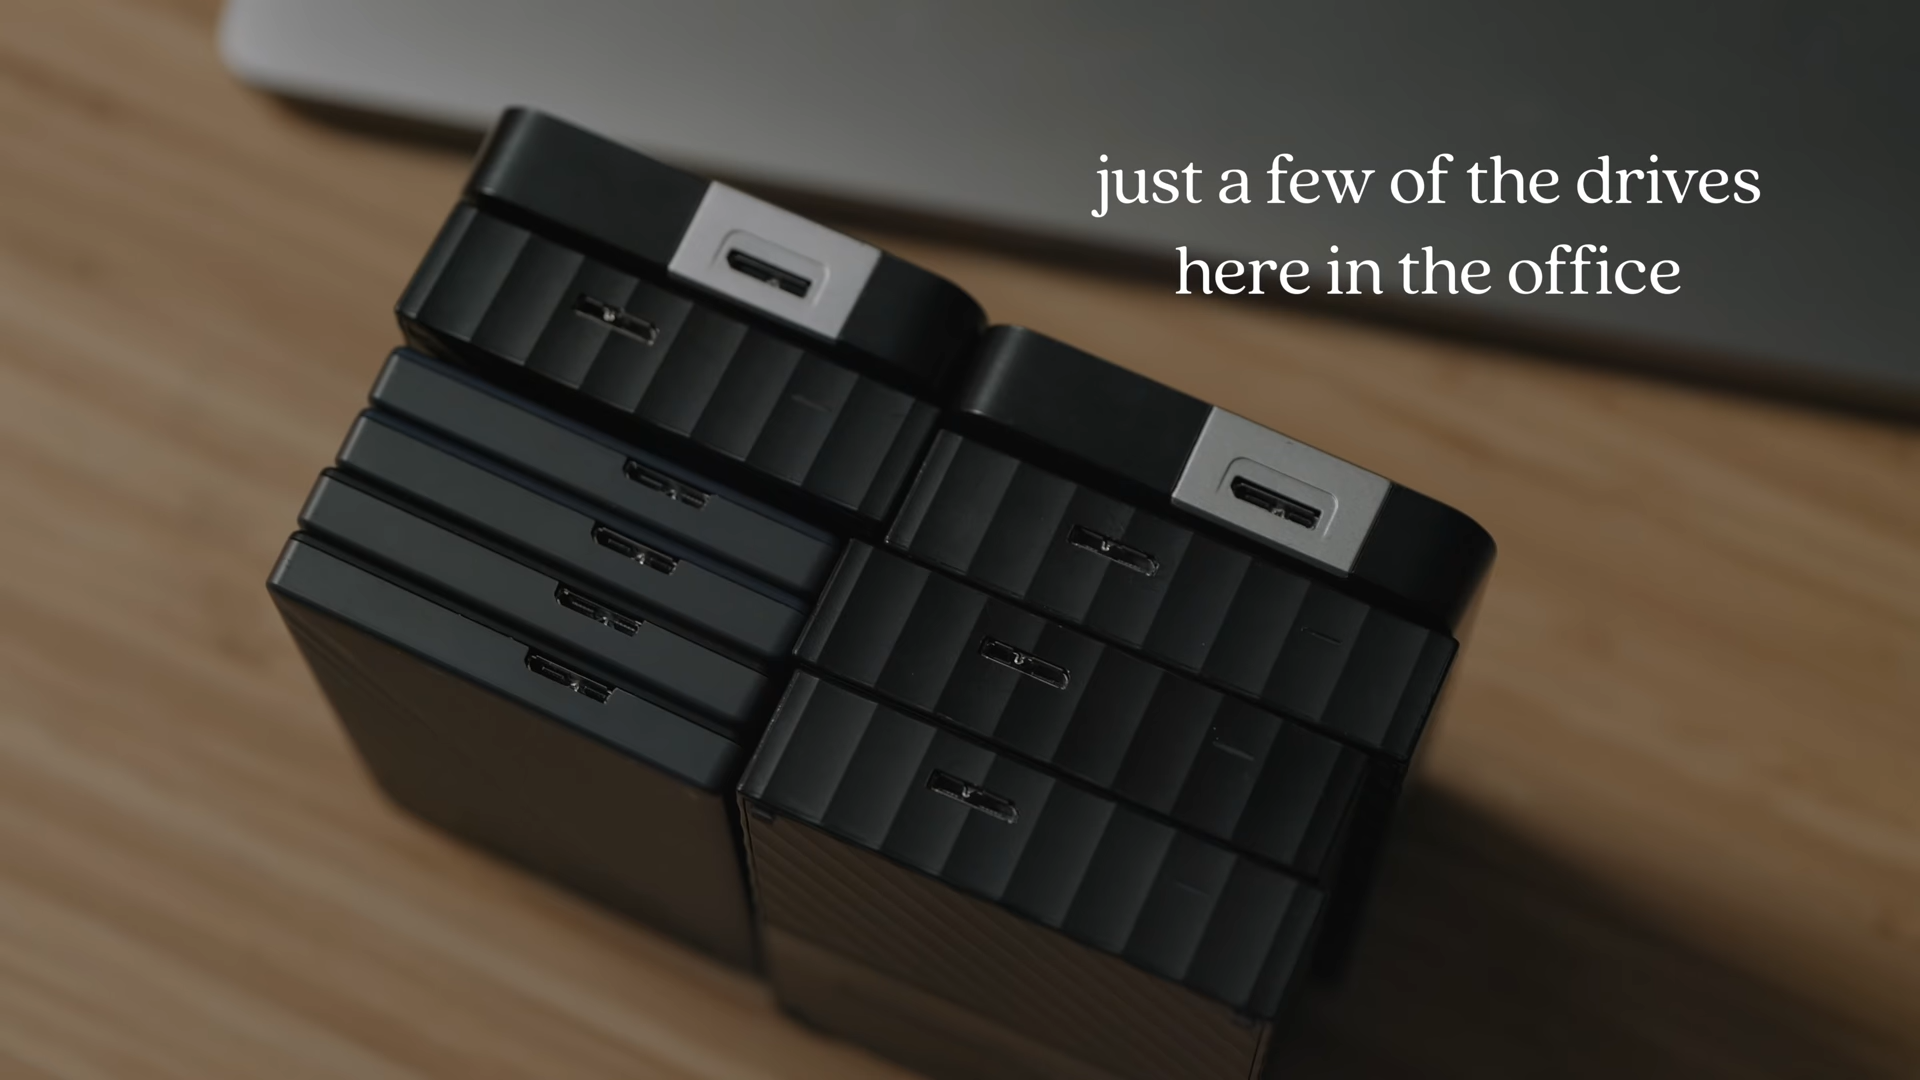 just a few of the drives
here in the office